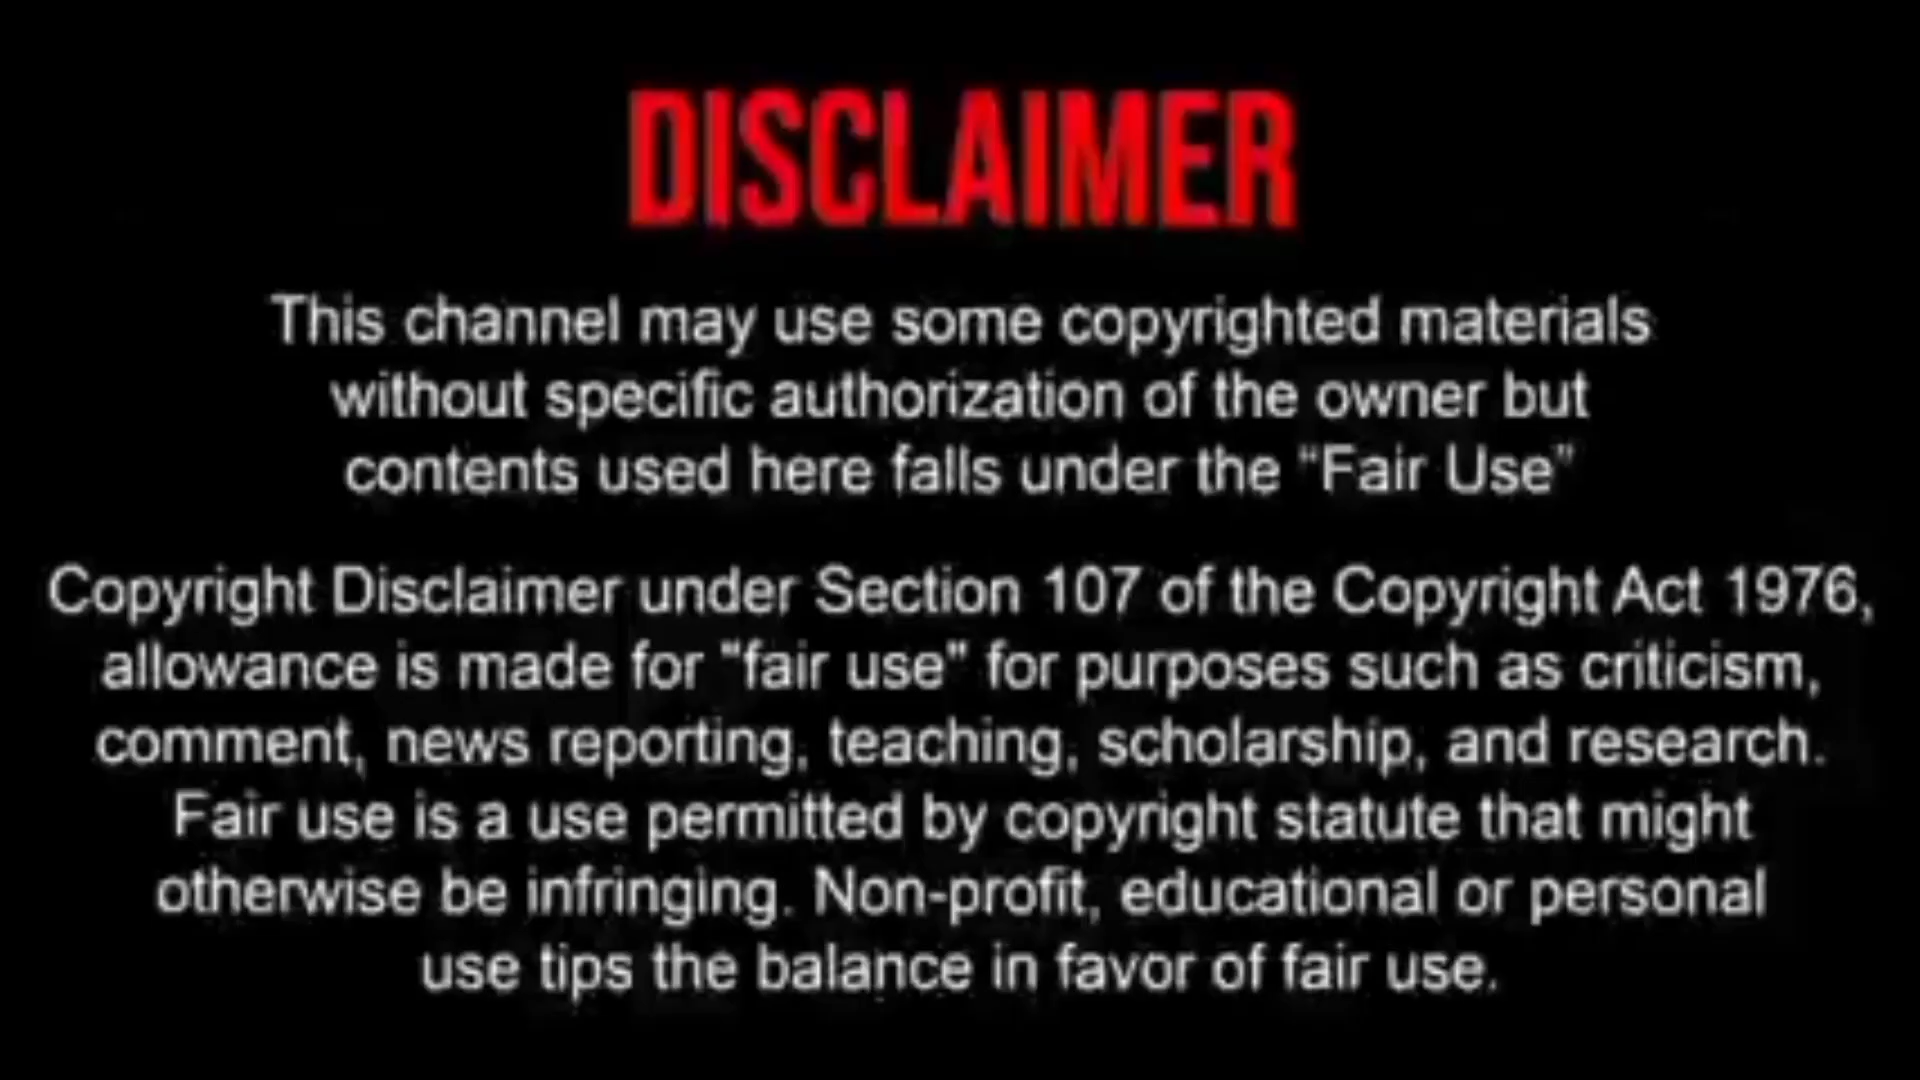 DISCLAIMER
This channel may use some copyrighted materials
without specific authorization of the owner but
contents used here falls under the "Fair Use"
Copyright Disclaimer under Section 107 of the Copyright Act 1976,
allowance is made for "fair use" for purposes such as criticism,
comment, news reporting, teaching, scholarship, and research.
Fair use is a use permitted by copyright statute that might
otherwise be infringing. Non-profit, educational or personal
use tips the balance in favor of fair use.